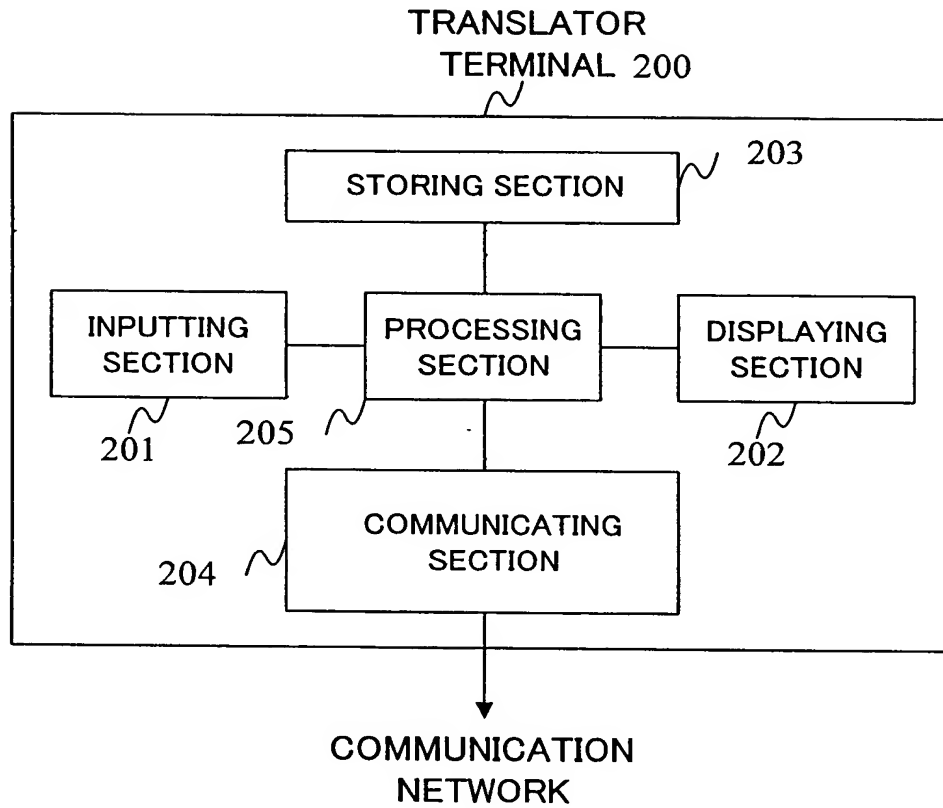 TRANSLATOR
TERMINAL 200
203
STORING SECTION
INPUTTING
SECTION
PROCESSING
SECTION
DISPLAYING
SECTION
201
205
202
COMMUNICATING
SECTION
204
COMMUNICATION
NETWORK